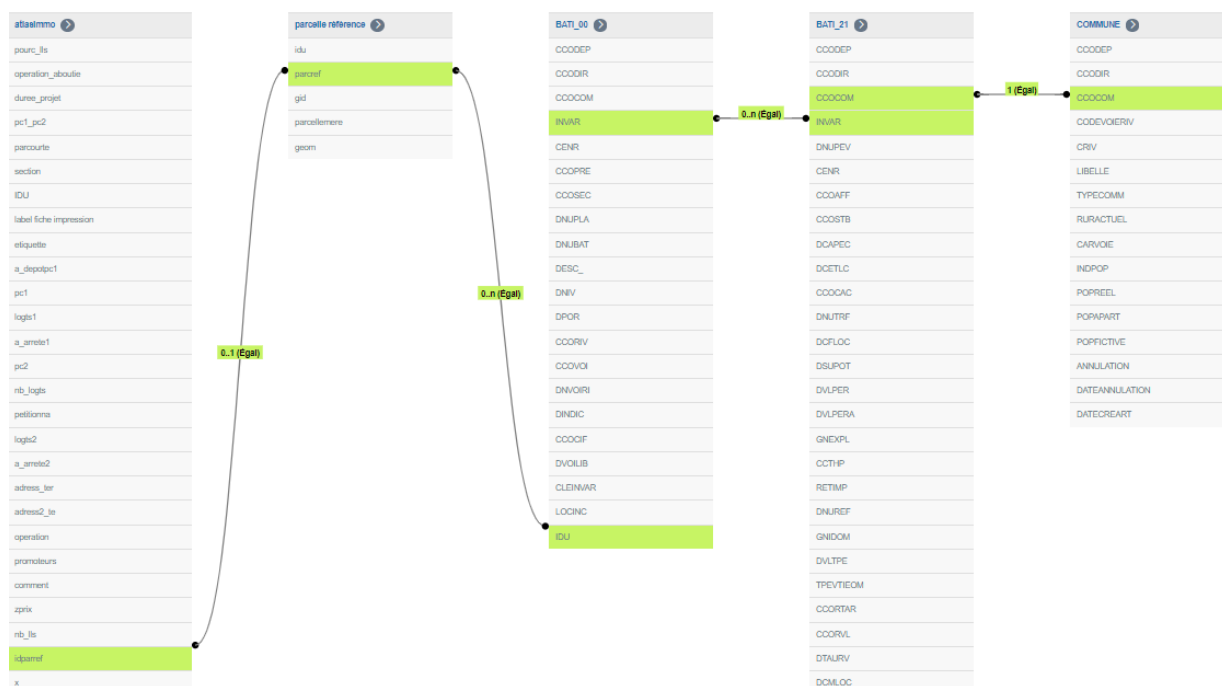 atlasimmo
pourc_lls
operation_aboutie
duree_projet
pc1_pc2
parcourte
section
IDU
label fiche impression
etiquette
a_depotpc1
pc1
logts1
a_arrete1
pc2
nb_logts
petitionna
logts2
a_arrete2
adress_ter
adress2_te
operation
promoteurs
comment
zprix
nb_lls
idparref
x
0..1 (Égal)
parcelle référence
idu
parcref
gid
parcellemere
geom
0..n (Égal)
BATI_00
CCODEP
CCODIR
CCOCOM
INVAR
CENR
CCOPRE
CCOSEC
DNUPLA
DNUBAT
DESC_
DNIV
DPOR
CCORIV
CCOVOI
DNVOIRI
DINDIC
CCOCIF
DVOILIB
CLEINVAR
LOCINC
IDU
0..n (Égal)
BATI_21
CCODEP
CCODIR
CCOCOM
INVAR
DNUPEV
CENR
CCOAFF
CCOSTB
DCAPEC
DCETLC
CCOCAC
DNUTRF
DCFLOC
DSUPOT
DVLPER
DVLPERA
GNEXPL
CCTHP
RETIMP
DNUREF
GNIDOM
DVLTPE
TPEVTIEOM
CCORTAR
CCORVL
DTAURV
DCMLOC
1 (Égal)
COMMUNE
CCODEP
CCODIR
CCOCOM
CODEVOIERIV
CRIV
LIBELLE
TYPECOMM
RURACTUEL
CARVOIE
INDPOP
POPREEL
POPAPART
POPFICTIVE
ANNULATION
DATEANNULATION
DATECREART